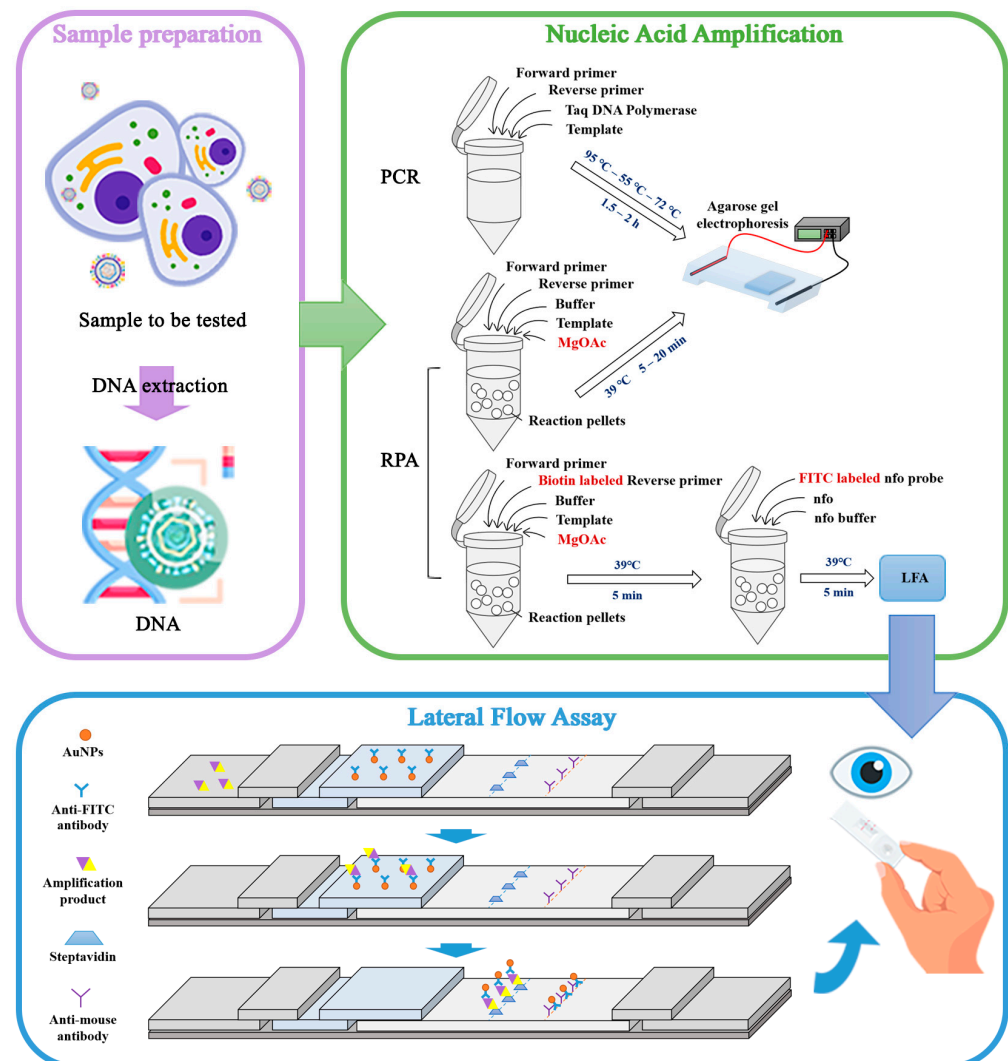 Sample preparation
Sample to be tested
DNA extraction
DNA
Nucleic Acid Amplification
PCR
Forward primer
Reverse primer
Taq DNA Polymerase
Template
95 °C – 55 °C – 72 °C
1.5 – 2 h
Agarose gel
electrophoresis
RPA
Forward primer
Reverse primer
Buffer
Template
MgOAc
Reaction pellets
39 °C 5 – 20 min
Forward primer
Biotin labeled Reverse primer
Buffer
Template
MgOAc
Reaction pellets
39°C
5 min
FITC labeled nfo probe
nfo
nfo buffer
39°C
5 min
LFA
Lateral Flow Assay
AuNPs
Anti-FITC
antibody
Amplification
product
Steptavidin
Anti-mouse
antibody